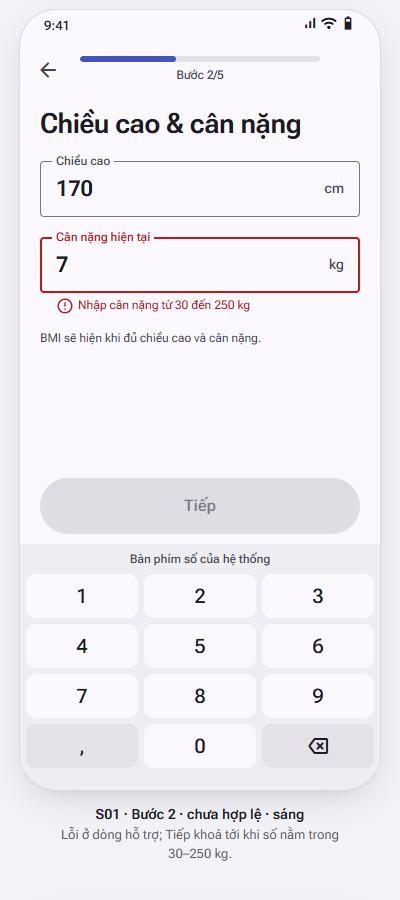 9:41
Bước 2/5
Chiều cao & cân nặng
Chiều cao
170 cm
Cân nặng hiện tại
7 kg
Nhập cân nặng từ 30 đến 250 kg
BMI sẽ hiện khi đủ chiều cao và cân nặng.
Tiếp
Bàn phím số của hệ thống
1 2 3
4 5 6
7 8 9
, 0
S01 · Bước 2 · chưa hợp lệ · sáng
Lỗi ở dòng hỗ trợ; Tiếp khoá tới khi số nằm trong
30–250 kg.